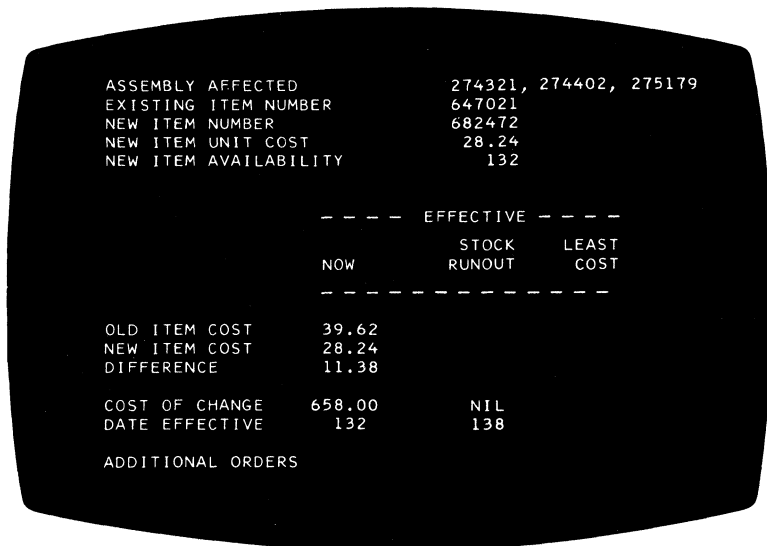 ASSEMBLY AFFECTED 274321, 274402, 275179
EXISTING ITEM NUMBER 647021
NEW ITEM NUMBER 682472
NEW ITEM UNIT COST 28.24
NEW ITEM AVAILABILITY 132
---- EFFECTIVE ----
STOCK LEAST
NOW RUNOUT COST
-------------
OLD ITEM COST 39.62
NEW ITEM COST 28.24
DIFFERENCE 11.38
COST OF CHANGE 658.00 NIL
DATE EFFECTIVE 132 138
ADDITIONAL ORDERS